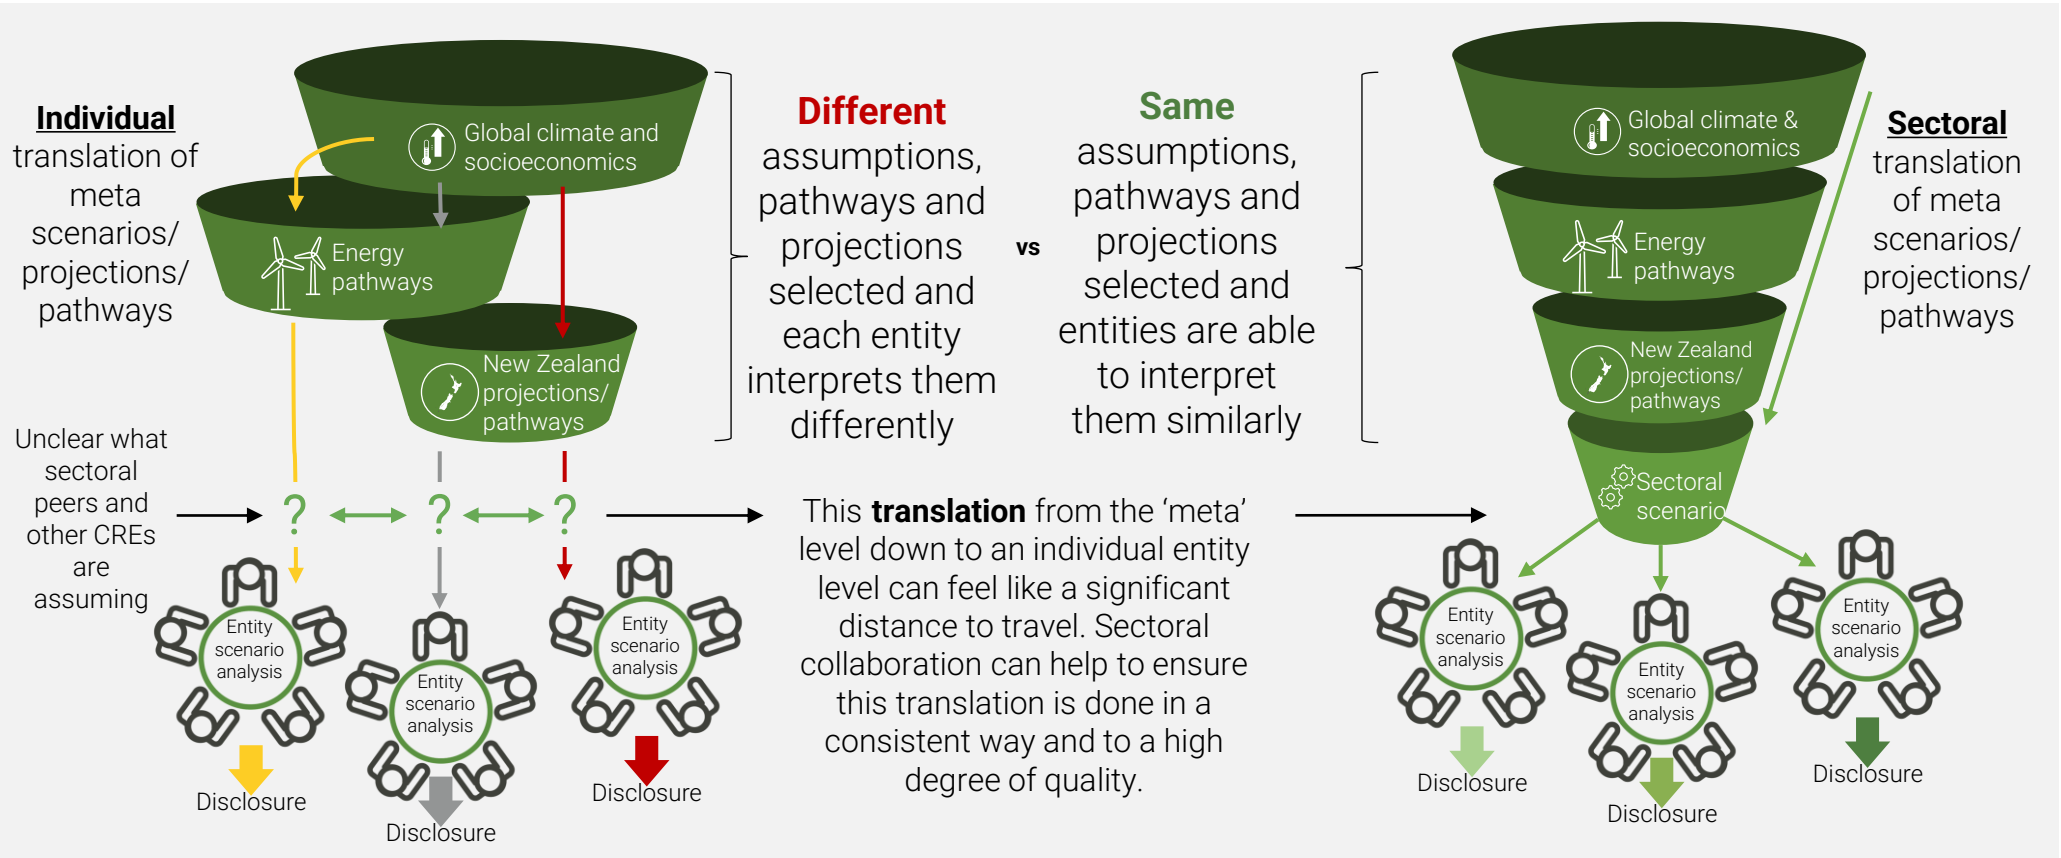 Individual
translation of
meta
scenarios/
projections/
pathways
Global climate and
socioeconomics
Energy
pathways
New Zealand
projections/
pathways
Different
assumptions,
pathways and
projections
selected and
each entity
interprets them
differently
vs
Same
assumptions,
pathways and
projections
selected and
entities are able
to interpret
them similarly
Global climate &
socioeconomics
Energy
pathways
New Zealand
projections/
pathways
Sectoral
scenario
Sectoral
translation
of meta
scenarios/
projections/
pathways
Unclear what
sectoral
peers and
other CREs
are
assuming
?
?
?
This translation from the ‘meta’
level down to an individual entity
level can feel like a significant
distance to travel. Sectoral
collaboration can help to ensure
this translation is done in a
consistent way and to a high
degree of quality.
Entity
scenario
analysis
Disclosure
Entity
scenario
analysis
Disclosure
Entity
scenario
analysis
Disclosure
Entity
scenario
analysis
Disclosure
Entity
scenario
analysis
Disclosure
Entity
scenario
analysis
Disclosure